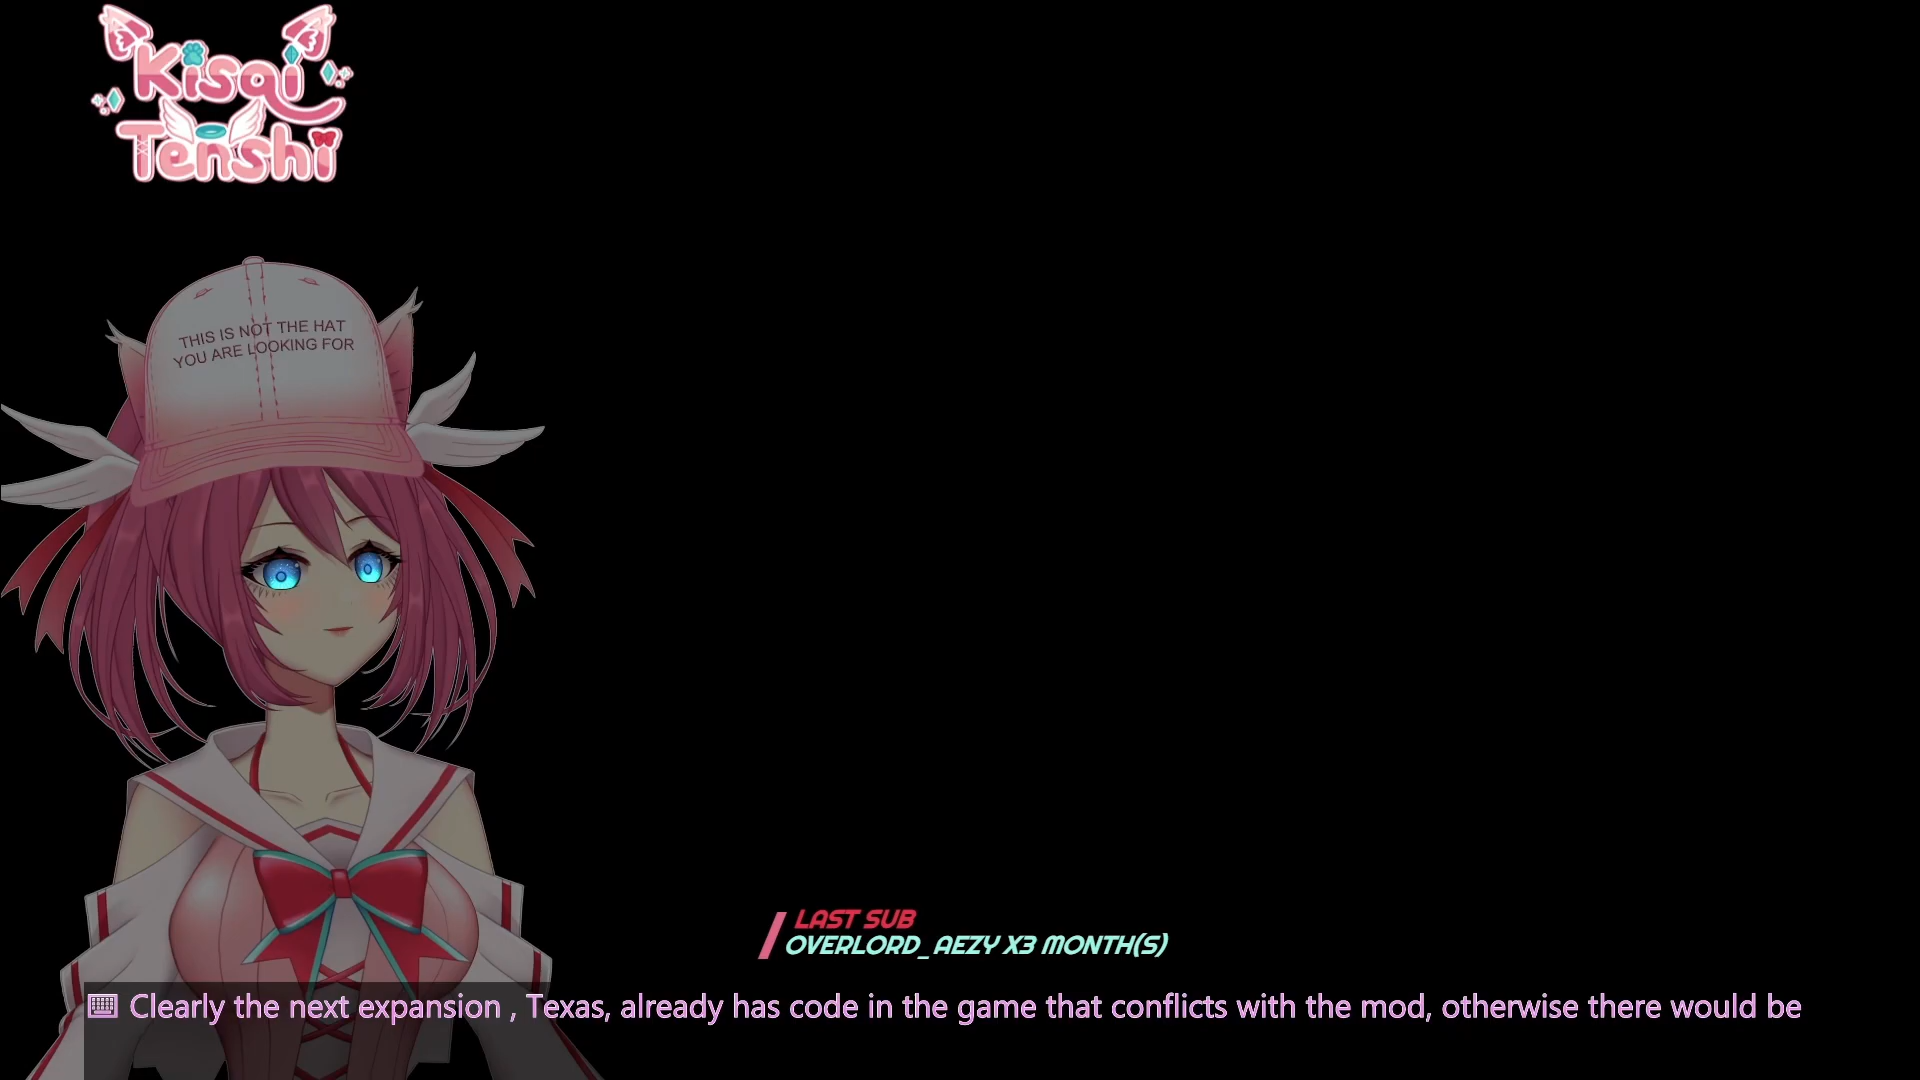 Kisai
Tenshi
THIS IS NOT THE HAT
YOU ARE LOOKING FOR
LAST SUB
OVERLORD_AEZY X3 MONTH(S)
Clearly the next expansion , Texas, already has code in the game that conflicts with the mod, otherwise there would be